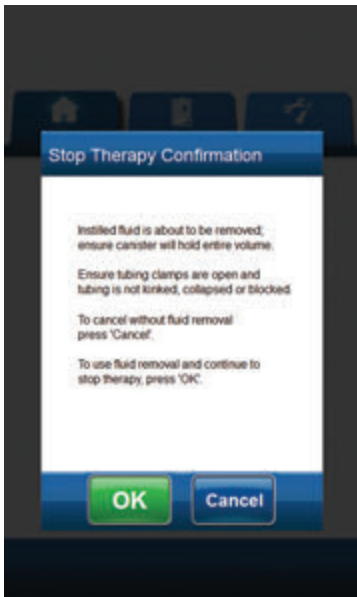 Stop Therapy Confirmation
Instilled fluid is about to be removed;
ensure canister will hold entire volume.
Ensure tubing clamps are open and
tubing is not kinked, collapsed or blocked.
To cancel without fluid removal
press 'Cancel'.
To use fluid removal and continue to
stop therapy, press 'OK'.
OK
Cancel